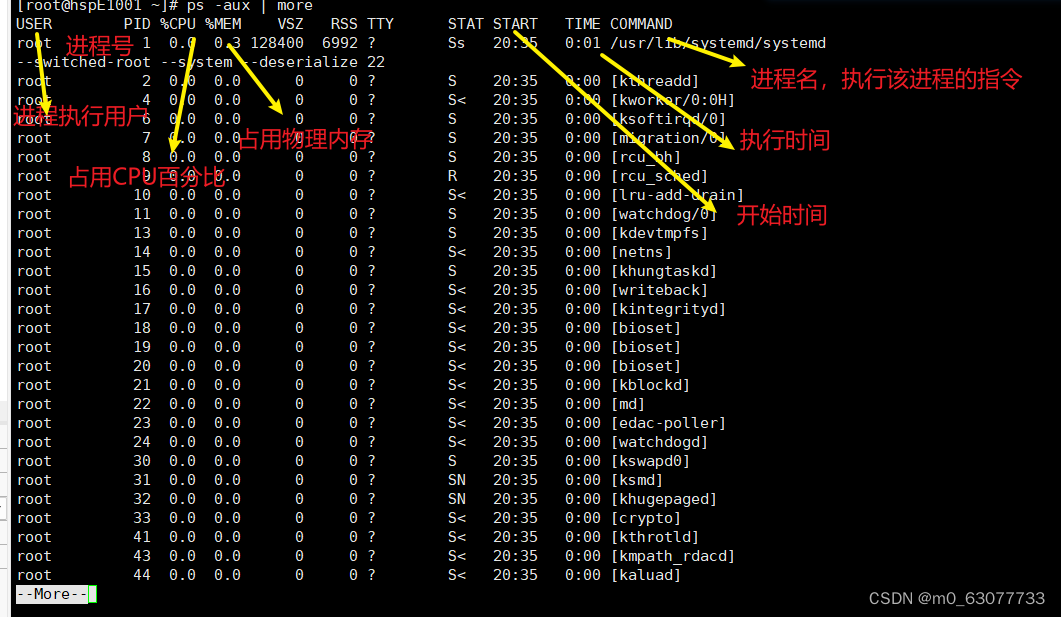 [root@hspE1001 ~]# ps -aux | more
USER PID %CPU %MEM VSZ RSS TTY STAT START TIME COMMAND
root 1 0.0 0.3 128400 6992 ? Ss 20:35 0:01 /usr/lib/systemd/systemd
进程号
--switched-root --system --deserialize 22
进程名，执行该进程的指令
root 2 0.0 0.0 0 0 ? S 20:35 0:00 [kthreadd]
root 4 0.0 0.0 0 0 ? S< 20:35 0:00 [kworker/0:0H]
进程执行用户
root 6 0.0 0.0 0 0 ? S 20:35 0:00 [ksoftirqd/0]
占用物理内存
执行时间
root 7 0.0 0.0 0 0 ? S 20:35 0:00 [migration/0]
root 8 0.0 0.0 0 0 ? S 20:35 0:00 [rcu_bh]
占用CPU百分比
root 9 0.0 0.0 0 0 ? R 20:35 0:00 [rcu_sched]
root 10 0.0 0.0 0 0 ? S< 20:35 0:00 [lru-add-drain]
root 11 0.0 0.0 0 0 ? S 20:35 0:00 [watchdog/0]
开始时间
root 13 0.0 0.0 0 0 ? S 20:35 0:00 [kdevtmpfs]
root 14 0.0 0.0 0 0 ? S< 20:35 0:00 [netns]
root 15 0.0 0.0 0 0 ? S 20:35 0:00 [khungtaskd]
root 16 0.0 0.0 0 0 ? S< 20:35 0:00 [writeback]
root 17 0.0 0.0 0 0 ? S< 20:35 0:00 [kintegrityd]
root 18 0.0 0.0 0 0 ? S< 20:35 0:00 [bioset]
root 19 0.0 0.0 0 0 ? S< 20:35 0:00 [bioset]
root 20 0.0 0.0 0 0 ? S< 20:35 0:00 [bioset]
root 21 0.0 0.0 0 0 ? S< 20:35 0:00 [kblockd]
root 22 0.0 0.0 0 0 ? S< 20:35 0:00 [md]
root 23 0.0 0.0 0 0 ? S< 20:35 0:00 [edac-poller]
root 24 0.0 0.0 0 0 ? S< 20:35 0:00 [watchdogd]
root 30 0.0 0.0 0 0 ? S 20:35 0:00 [kswapd0]
root 31 0.0 0.0 0 0 ? SN 20:35 0:00 [ksmd]
root 32 0.0 0.0 0 0 ? SN 20:35 0:00 [khugepaged]
root 33 0.0 0.0 0 0 ? S< 20:35 0:00 [crypto]
root 41 0.0 0.0 0 0 ? S< 20:35 0:00 [kthrotld]
root 43 0.0 0.0 0 0 ? S< 20:35 0:00 [kmpath_rdacd]
root 44 0.0 0.0 0 0 ? S< 20:35 0:00 [kaluad]
--More--
CSDN @m0_63077733